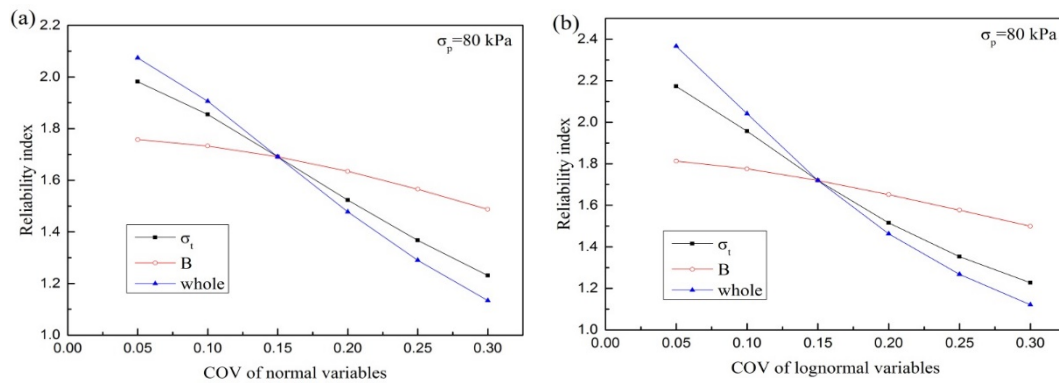 (a)
σp=80 kPa
2.2
2.0
1.8
1.6
1.4
1.2
1.0
Reliability index
σt
B
whole
0.00 0.05 0.10 0.15 0.20 0.25 0.30
COV of normal variables
(b)
σp=80 kPa
2.4
2.2
2.0
1.8
1.6
1.4
1.2
1.0
Reliability index
σt
B
whole
0.00 0.05 0.10 0.15 0.20 0.25 0.30
COV of lognormal variables